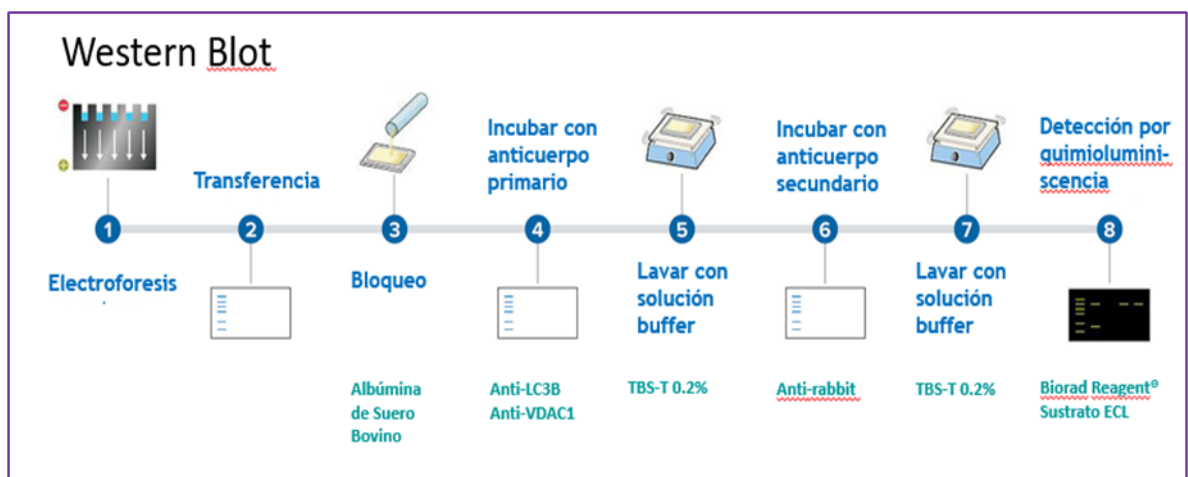 Western Blot
Electroforesis
Transferencia
Bloqueo
Albúmina
de Suero
Bovino
Incubar con
anticuerpo
primario
Anti-LC3B
Anti-VDAC1
Lavar con
solución
buffer
TBS-T 0.2%
Incubar con
anticuerpo
secundario
Anti-rabbit
Lavar con
solución
buffer
TBS-T 0.2%
Detección por
quimiolumini-
scencia
Biorad Reagent®
Sustrato ECL
1
2
3
4
5
6
7
8